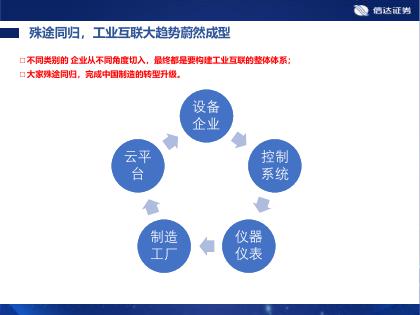 信达证券
殊途同归，工业互联大趋势蔚然成型
□不同类别的 企业从不同角度切入，最终都是要构建工业互联的整体体系；
□大家殊途同归，完成中国制造的转型升级。
设备
企业
控制
系统
仪器
仪表
制造
工厂
云平
台